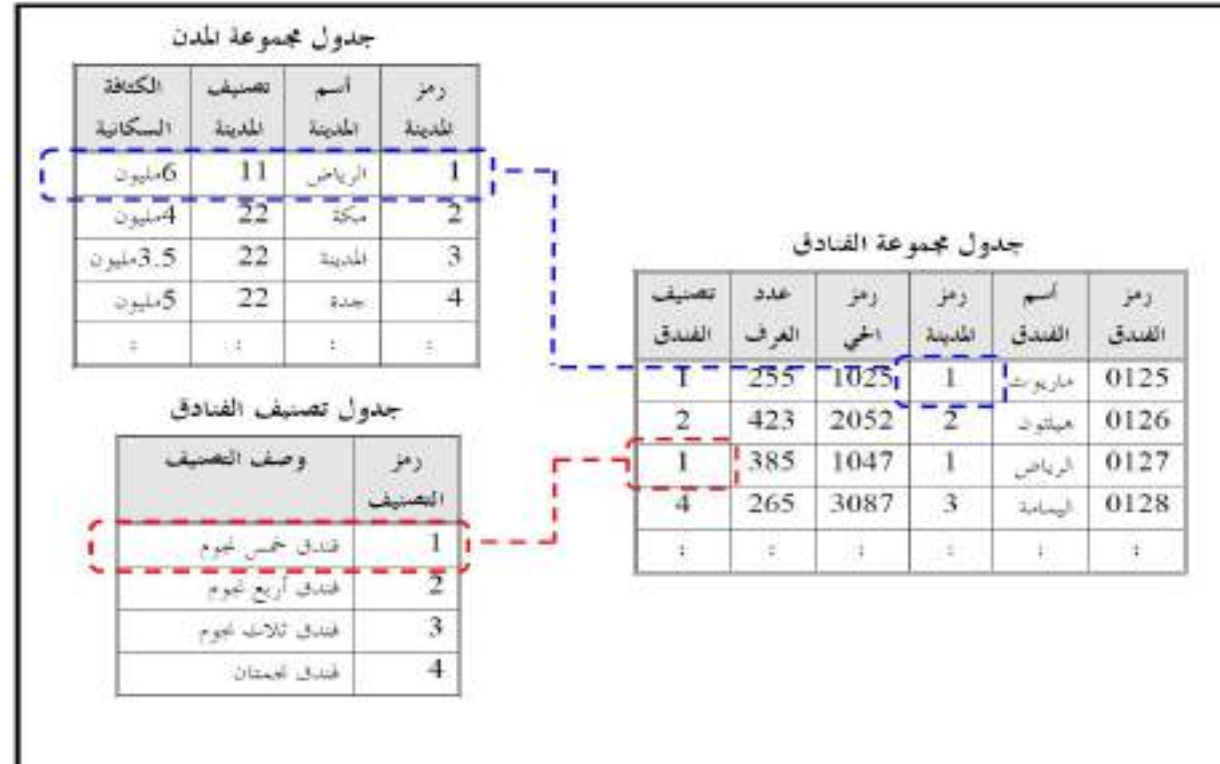 جدول مجموعة المدن
رمز المدينة أسم المدينة تصنيف المدينة الكثافة السكانية
1 الرياض 11 6مليون
2 مكة 22 4مليون
3 المدينة 22 3.5مليون
4 جدة 22 5مليون
: : : :
جدول مجموعة الفنادق
رمز الفندق أسم الفندق رمز المدينة رمز الحي عدد الغرف تصنيف الفندق
0125 ماريوت 1 1025 255 1
0126 هيلتون 2 2052 423 2
0127 الرياض 1 1047 385 1
0128 اليمامة 3 3087 265 4
: : : : : :
جدول تصنيف الفنادق
رمز التصنيف وصف التصنيف
1 فندق خمس نجوم
2 فندق أربع نجوم
3 فندق ثلاث نجوم
4 فندق نجمتان